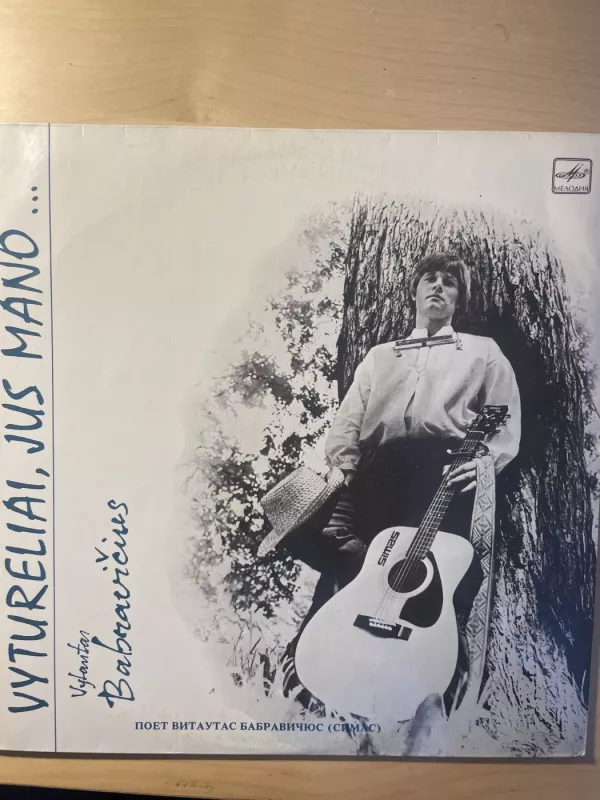 VYTURELIAI, JUS MANO ...
Vytautas
Babravičius
МЕЛОДИЯ
simas
ПОЕТ ВИТАУТАС БАБРАВИЧЮС (СИМАС)